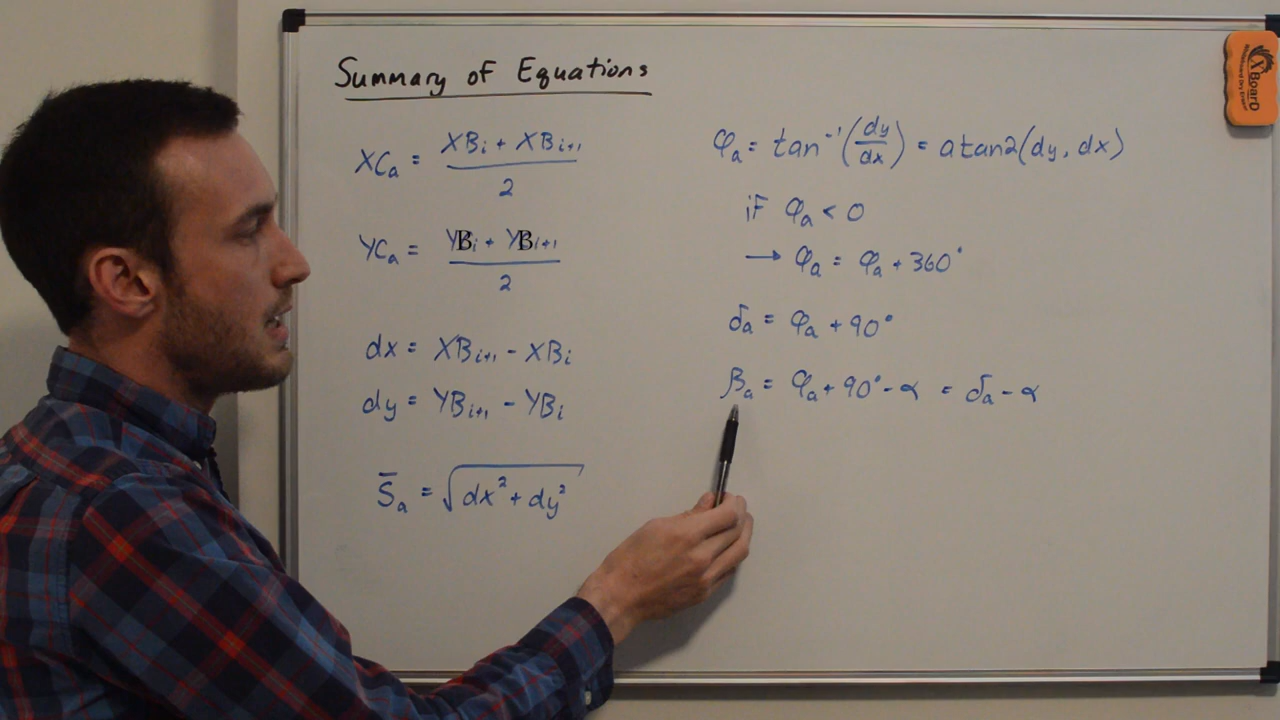 Summary of Equations
XCₐ = (XBᵢ + XBᵢ₊₁) / 2
YCₐ = (YBᵢ + YBᵢ₊₁) / 2
dx = XBᵢ₊₁ - XBᵢ
dy = YBᵢ₊₁ - YBᵢ
S̄ₐ = √(dx² + dy²)
φₐ = tan⁻¹(dy/dx) = atan2(dy, dx)
if φₐ < 0
→ φₐ = φₐ + 360°
δₐ = φₐ + 90°
βₐ = φₐ + 90° - α = δₐ - α
XBoarD